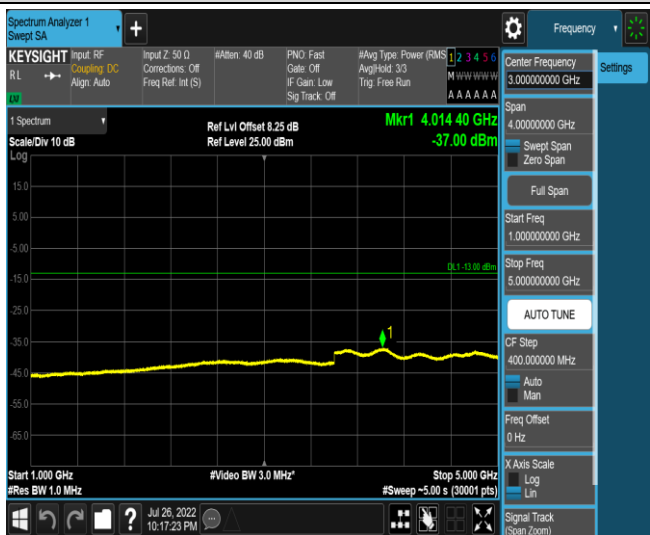 Spectrum Analyzer 1
Swept SA
+
Frequency
KEYSIGHT
RL
LXI
Input: RF
Coupling: DC
Align: Auto
Input Z: 50 Ω
Corrections: Off
Freq Ref: Int (S)
#Atten: 40 dB
PNO: Fast
Gate: Off
IF Gain: Low
Sig Track: Off
#Avg Type: Power (RMS
Avg|Hold: 3/3
Trig: Free Run
1 2 3 4 5 6
M W W W W W
A A A A A A
1 Spectrum
Scale/Div 10 dB
Log
Ref Lvl Offset 8.25 dB
Ref Level 25.00 dBm
Mkr1 4.014 40 GHz
-37.00 dBm
15.0
5.00
-5.00
-15.0
-25.0
-35.0
-45.0
-55.0
-65.0
DL1 -13.00 dBm
1
Start 1.000 GHz
#Res BW 1.0 MHz
#Video BW 3.0 MHz*
Stop 5.000 GHz
#Sweep ~5.00 s (30001 pts)
?
Jul 26, 2022
10:17:23 PM
Center Frequency
3.000000000 GHz
Settings
Span
4.00000000 GHz
Swept Span
Zero Span
Full Span
Start Freq
1.000000000 GHz
Stop Freq
5.000000000 GHz
AUTO TUNE
CF Step
400.000000 MHz
Auto
Man
Freq Offset
0 Hz
X Axis Scale
Log
Lin
Signal Track
(Span Zoom)